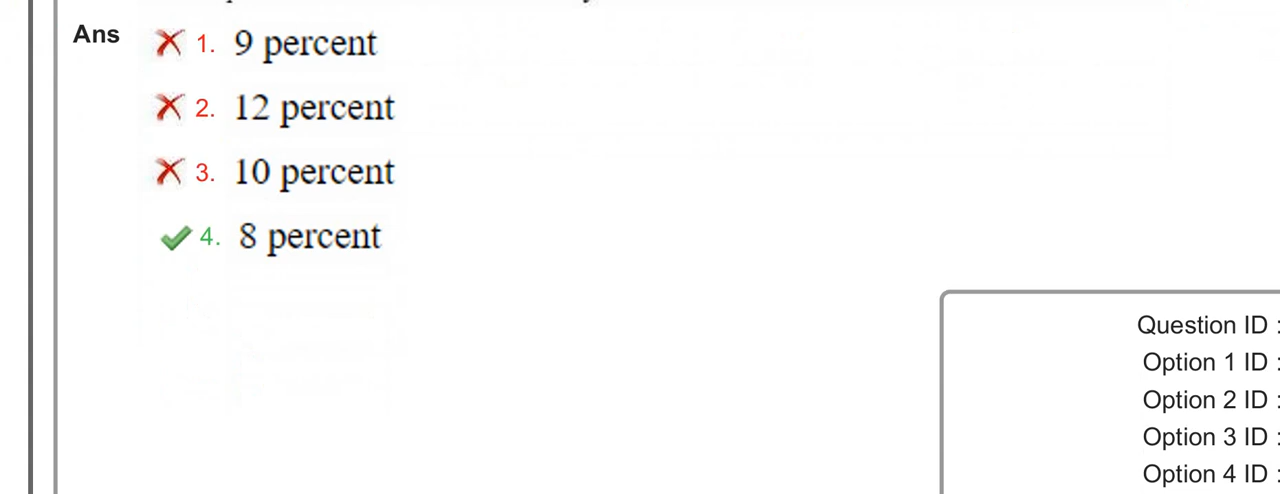 Ans
1. 9 percent
2. 12 percent
3. 10 percent
4. 8 percent
Question ID :
Option 1 ID :
Option 2 ID :
Option 3 ID :
Option 4 ID :